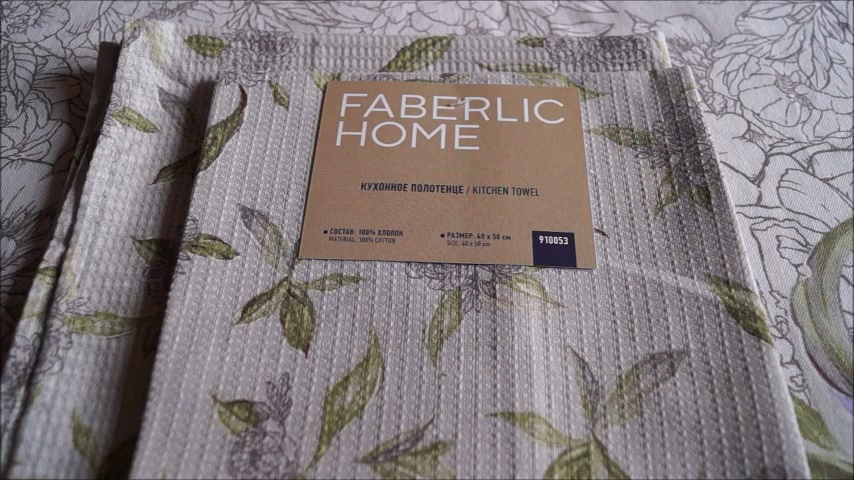 FABERLIC
HOME
КУХОННОЕ ПОЛОТЕНЦЕ / KITCHEN TOWEL
СОСТАВ: 100% ХЛОПОК
MATERIAL: 100% COTTON
РАЗМЕР: 40 x 50 см
SIZE: 40 x 50 cm
910053